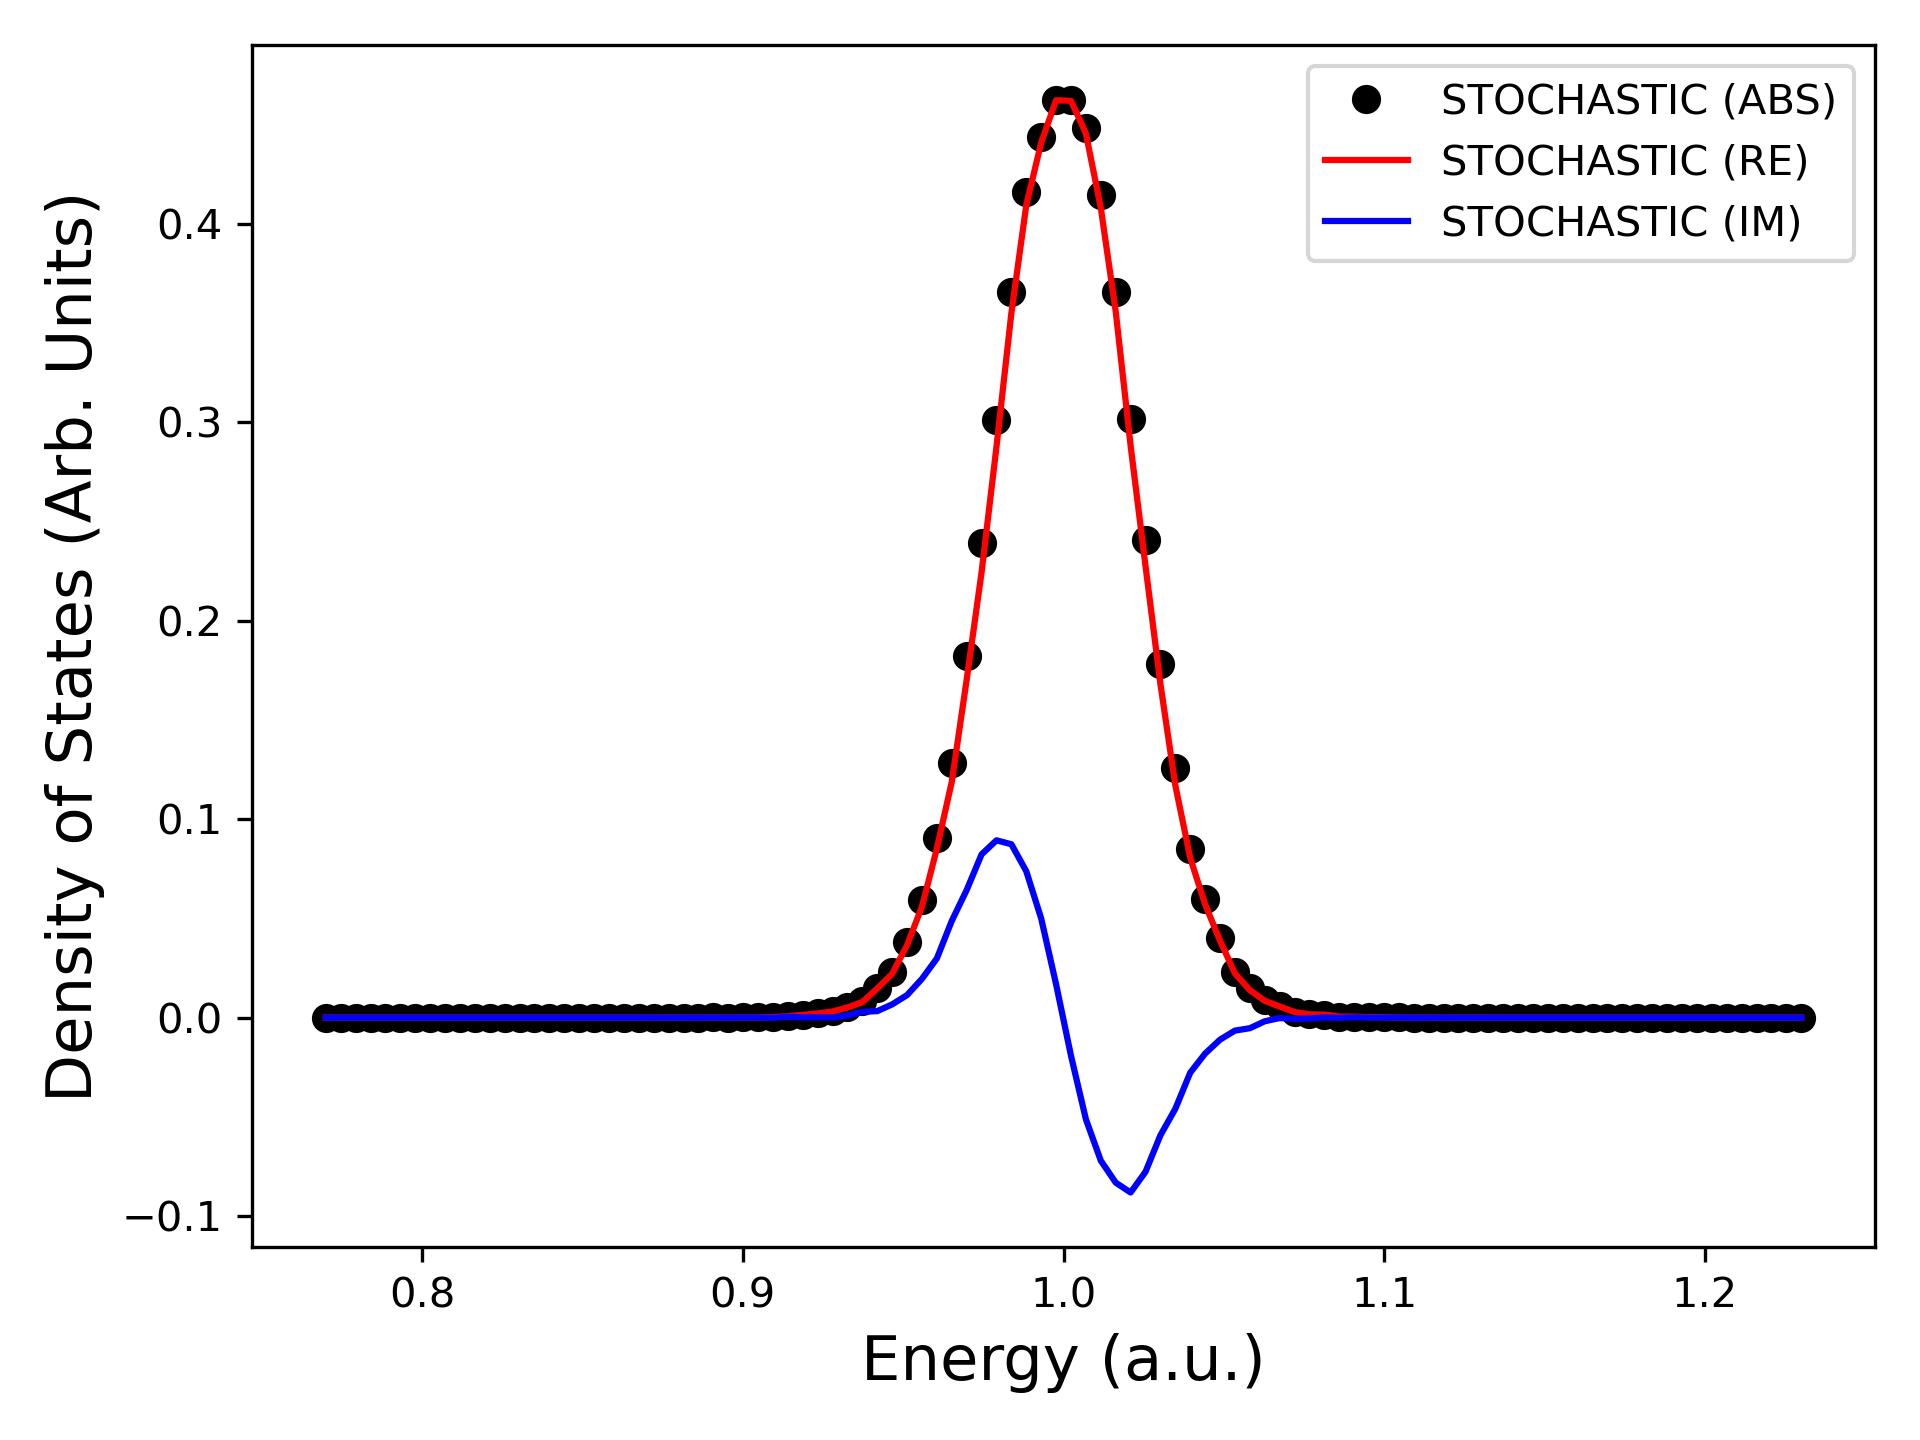 STOCHASTIC (ABS)
STOCHASTIC (RE)
STOCHASTIC (IM)
Density of States (Arb. Units)
0.4
0.3
0.2
0.1
0.0
−0.1
0.8
0.9
1.0
1.1
1.2
Energy (a.u.)